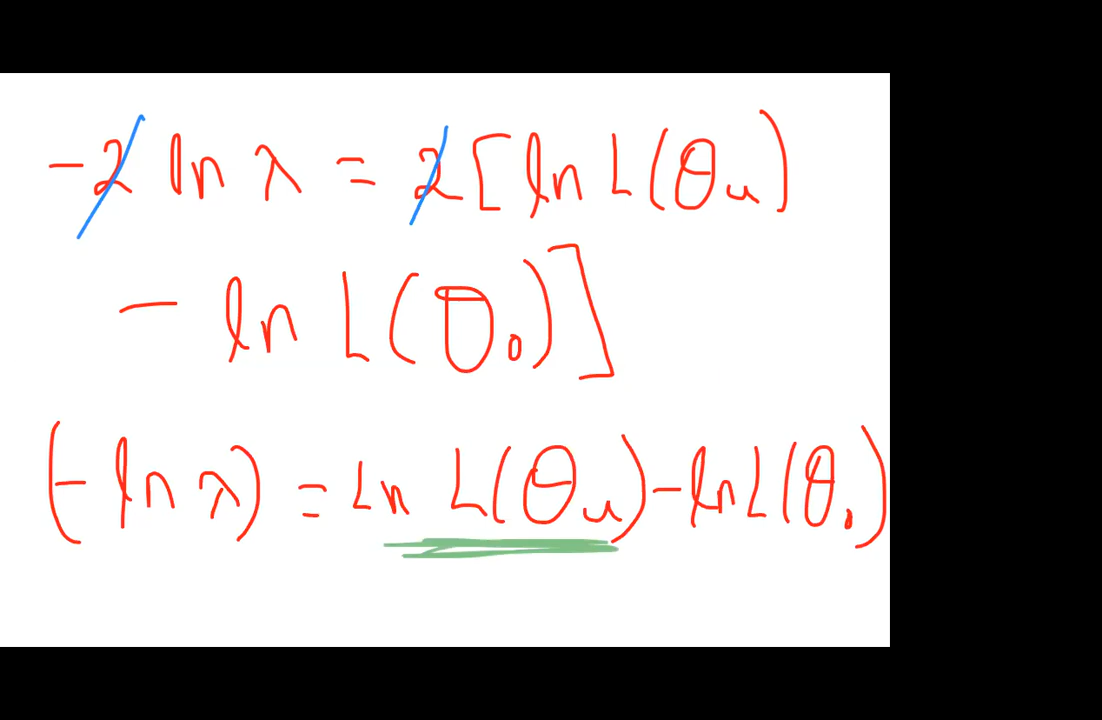 -2 ln λ = 2 [ln L(θu)
- ln L(θ0)]
(- ln λ) = Ln L(θu) - ln L(θ0)